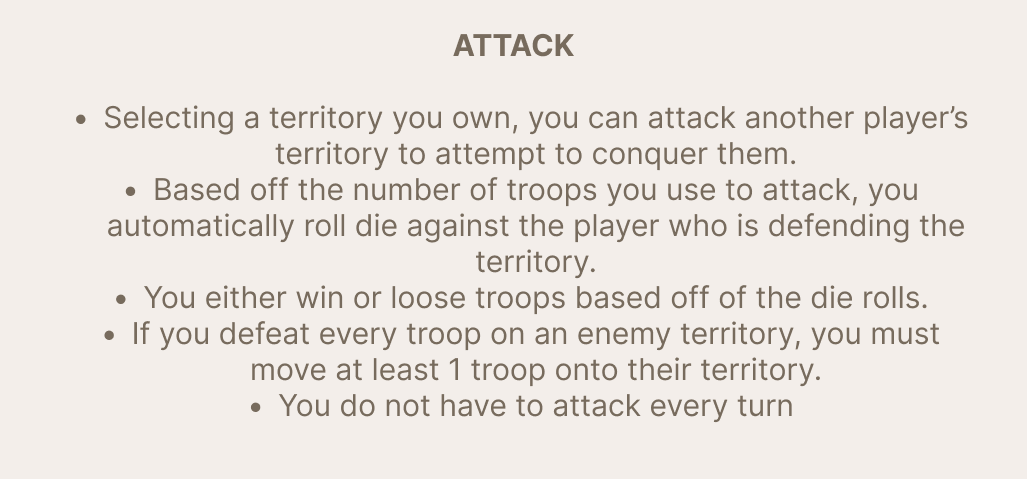 ATTACK
• Selecting a territory you own, you can attack another player’s
territory to attempt to conquer them.
• Based off the number of troops you use to attack, you
automatically roll die against the player who is defending the
territory.
• You either win or loose troops based off of the die rolls.
• If you defeat every troop on an enemy territory, you must
move at least 1 troop onto their territory.
• You do not have to attack every turn